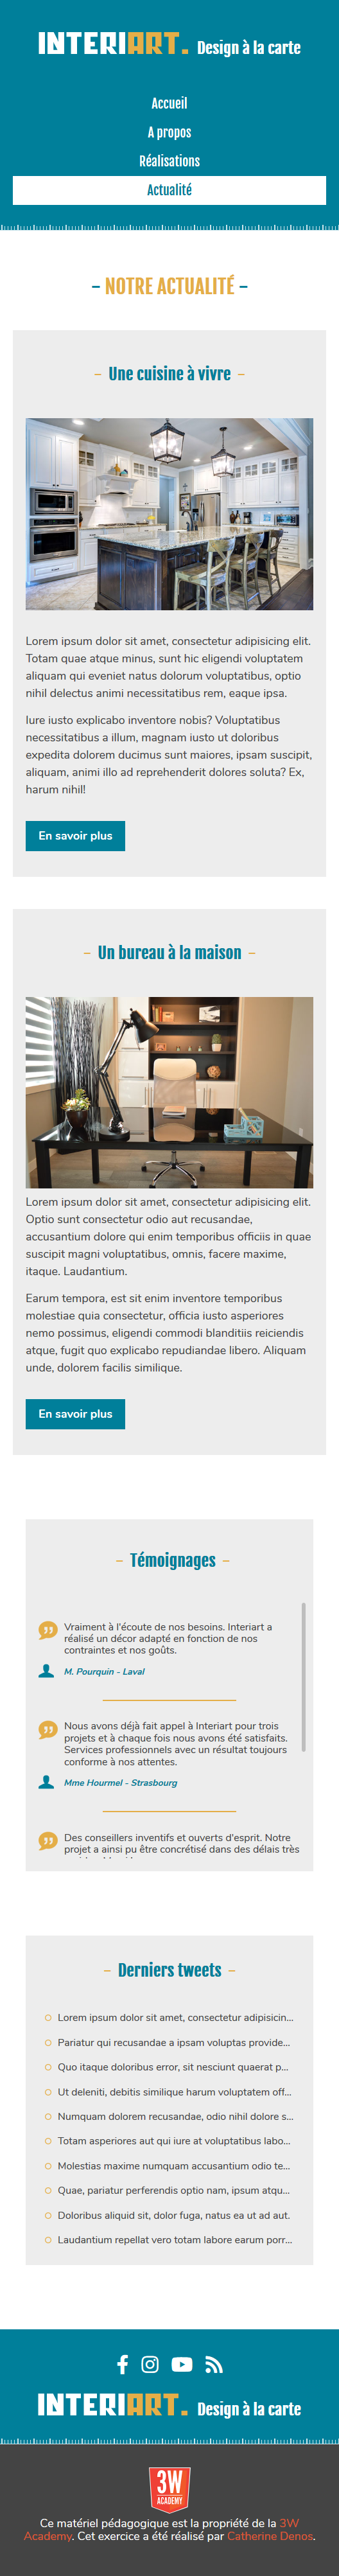 INTERIART. Design à la carte
Accueil
A propos
Réalisations
Actualité
– NOTRE ACTUALITÉ –
– Une cuisine à vivre –
Lorem ipsum dolor sit amet, consectetur adipisicing elit.
Totam quae atque minus, sunt hic eligendi voluptatem
aliquam qui eveniet natus dolorum voluptatibus, optio
nihil delectus animi necessitatibus rem, eaque ipsa.
Iure iusto explicabo inventore nobis? Voluptatibus
necessitatibus a illum, magnam iusto ut doloribus
expedita dolorem ducimus sunt maiores, ipsam suscipit,
aliquam, animi illo ad reprehenderit dolores soluta? Ex,
harum nihil!
En savoir plus
– Un bureau à la maison –
Lorem ipsum dolor sit amet, consectetur adipisicing elit.
Optio sunt consectetur odio aut recusandae,
accusantium dolore qui enim temporibus officiis in quae
suscipit magni voluptatibus, omnis, facere maxime,
itaque. Laudantium.
Earum tempora, est sit enim inventore temporibus
molestiae quia consectetur, officia iusto asperiores
nemo possimus, eligendi commodi blanditiis reiciendis
atque, fugit quo explicabo repudiandae libero. Aliquam
unde, dolorem facilis similique.
En savoir plus
– Témoignages –
Vraiment à l'écoute de nos besoins. Interiart a
réalisé un décor adapté en fonction de nos
contraintes et nos goûts.
M. Pourquin - Laval
Nous avons déjà fait appel à Interiart pour trois
projets et à chaque fois nous avons été satisfaits.
Services professionnels avec un résultat toujours
conforme à nos attentes.
Mme Hourmel - Strasbourg
Des conseillers inventifs et ouverts d'esprit. Notre
projet a ainsi pu être concrétisé dans des délais très
– Derniers tweets –
Lorem ipsum dolor sit amet, consectetur adipisicin...
Pariatur qui recusandae a ipsam voluptas provide...
Quo itaque doloribus error, sit nesciunt quaerat p...
Ut deleniti, debitis similique harum voluptatem off...
Numquam dolorem recusandae, odio nihil dolore s...
Totam asperiores aut qui iure at voluptatibus labo...
Molestias maxime numquam accusantium odio te...
Quae, pariatur perferendis optio nam, ipsum atqu...
Doloribus aliquid sit, dolor fuga, natus ea ut ad aut.
Laudantium repellat vero totam labore earum porr...
INTERIART. Design à la carte
3W
ACADEMY
Ce matériel pédagogique est la propriété de la 3W
Academy. Cet exercice a été réalisé par Catherine Denos.